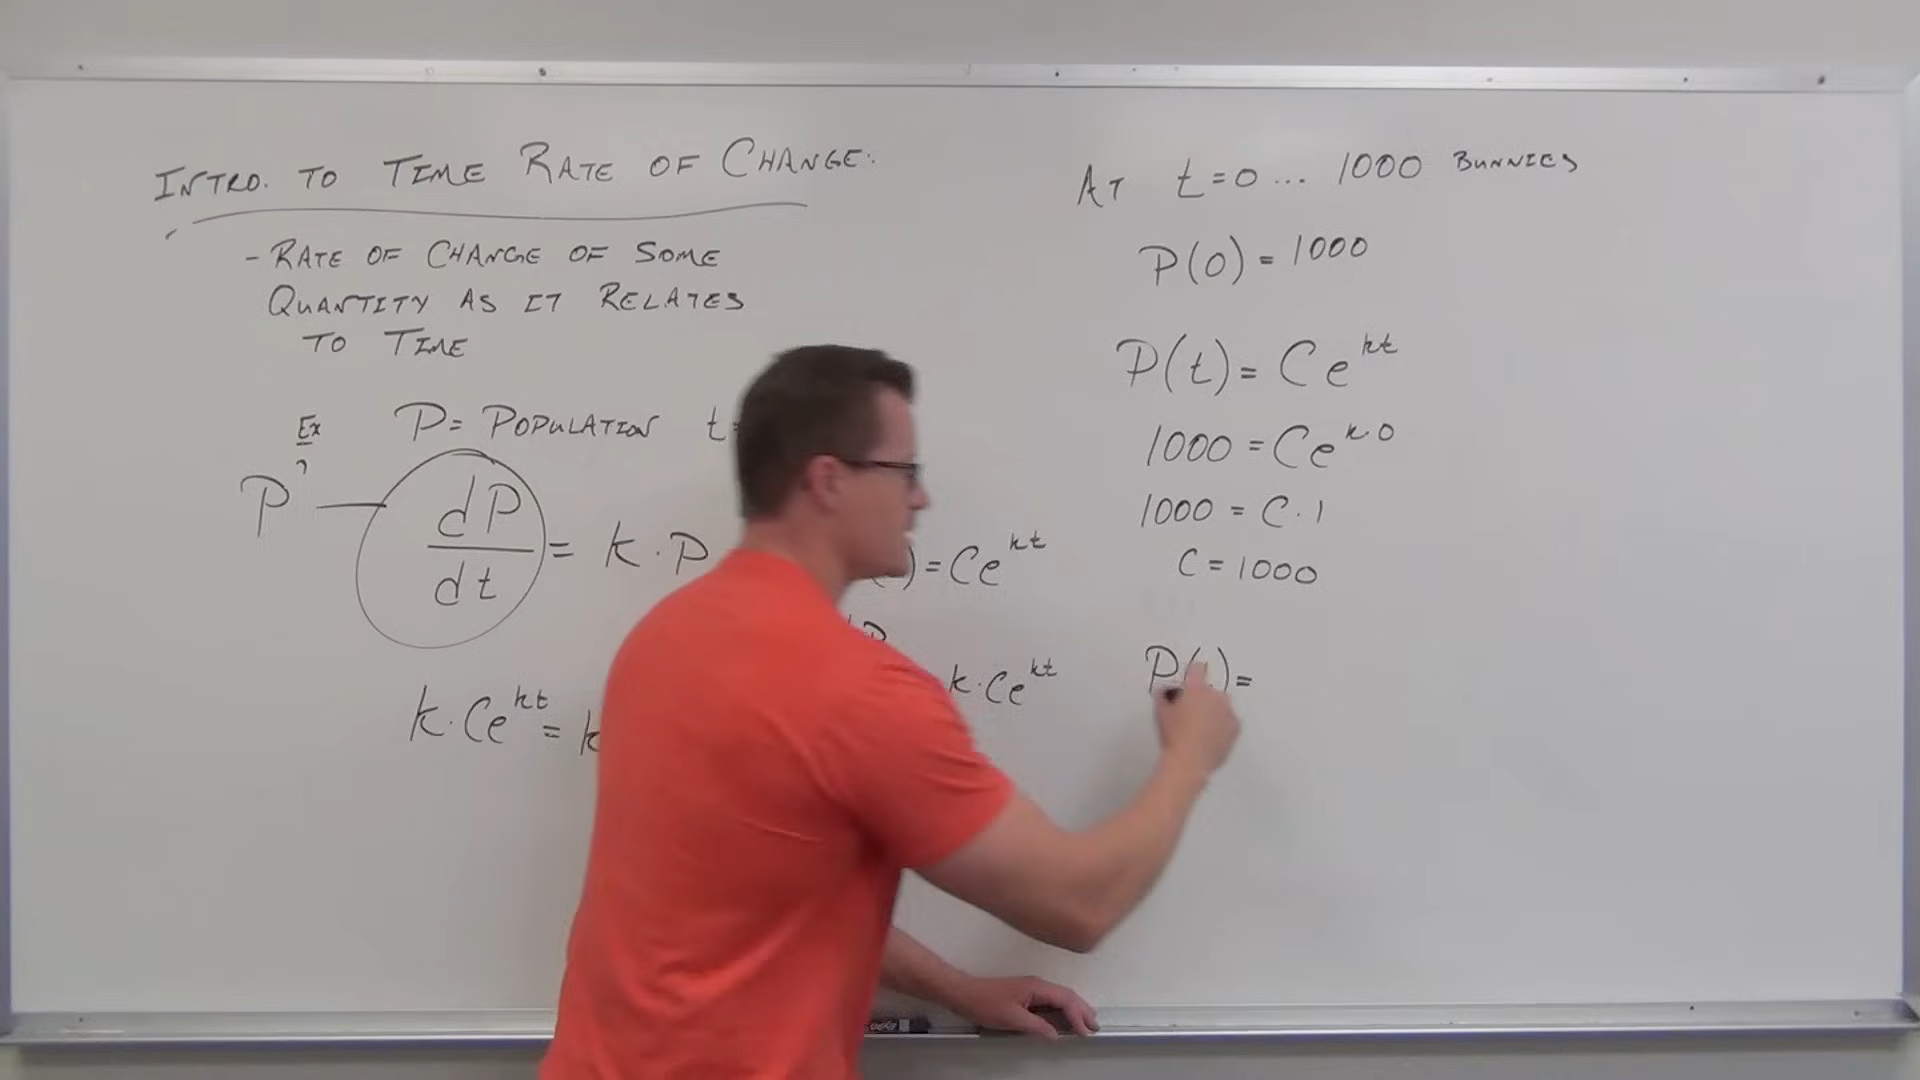 INTRO. TO TIME RATE OF CHANGE:
- RATE OF CHANGE OF SOME
QUANTITY AS IT RELATES
TO TIME
Ex P = POPULATION t =
P' — dP/dt = k · P ) = Ce^kt
k · Ce^kt = k
k · Ce^kt
AT t = 0 ... 1000 BUNNIES
P(0) = 1000
P(t) = Ce^kt
1000 = Ce^k·0
1000 = C · 1
C = 1000
P( ) =